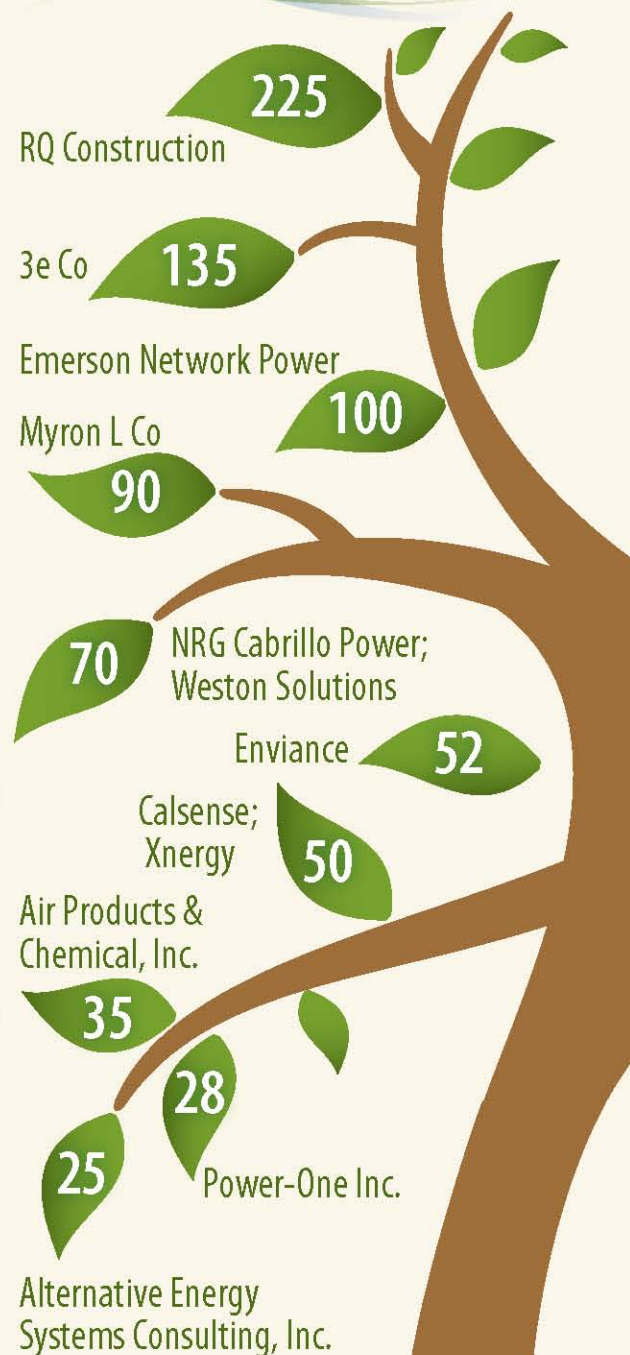 225
RQ Construction
3e Co
135
Emerson Network Power
100
Myron L Co
90
70
NRG Cabrillo Power;
Weston Solutions
Enviance
52
Calsense;
Xnergy
50
Air Products &
Chemical, Inc.
35
28
Power-One Inc.
25
Alternative Energy
Systems Consulting, Inc.